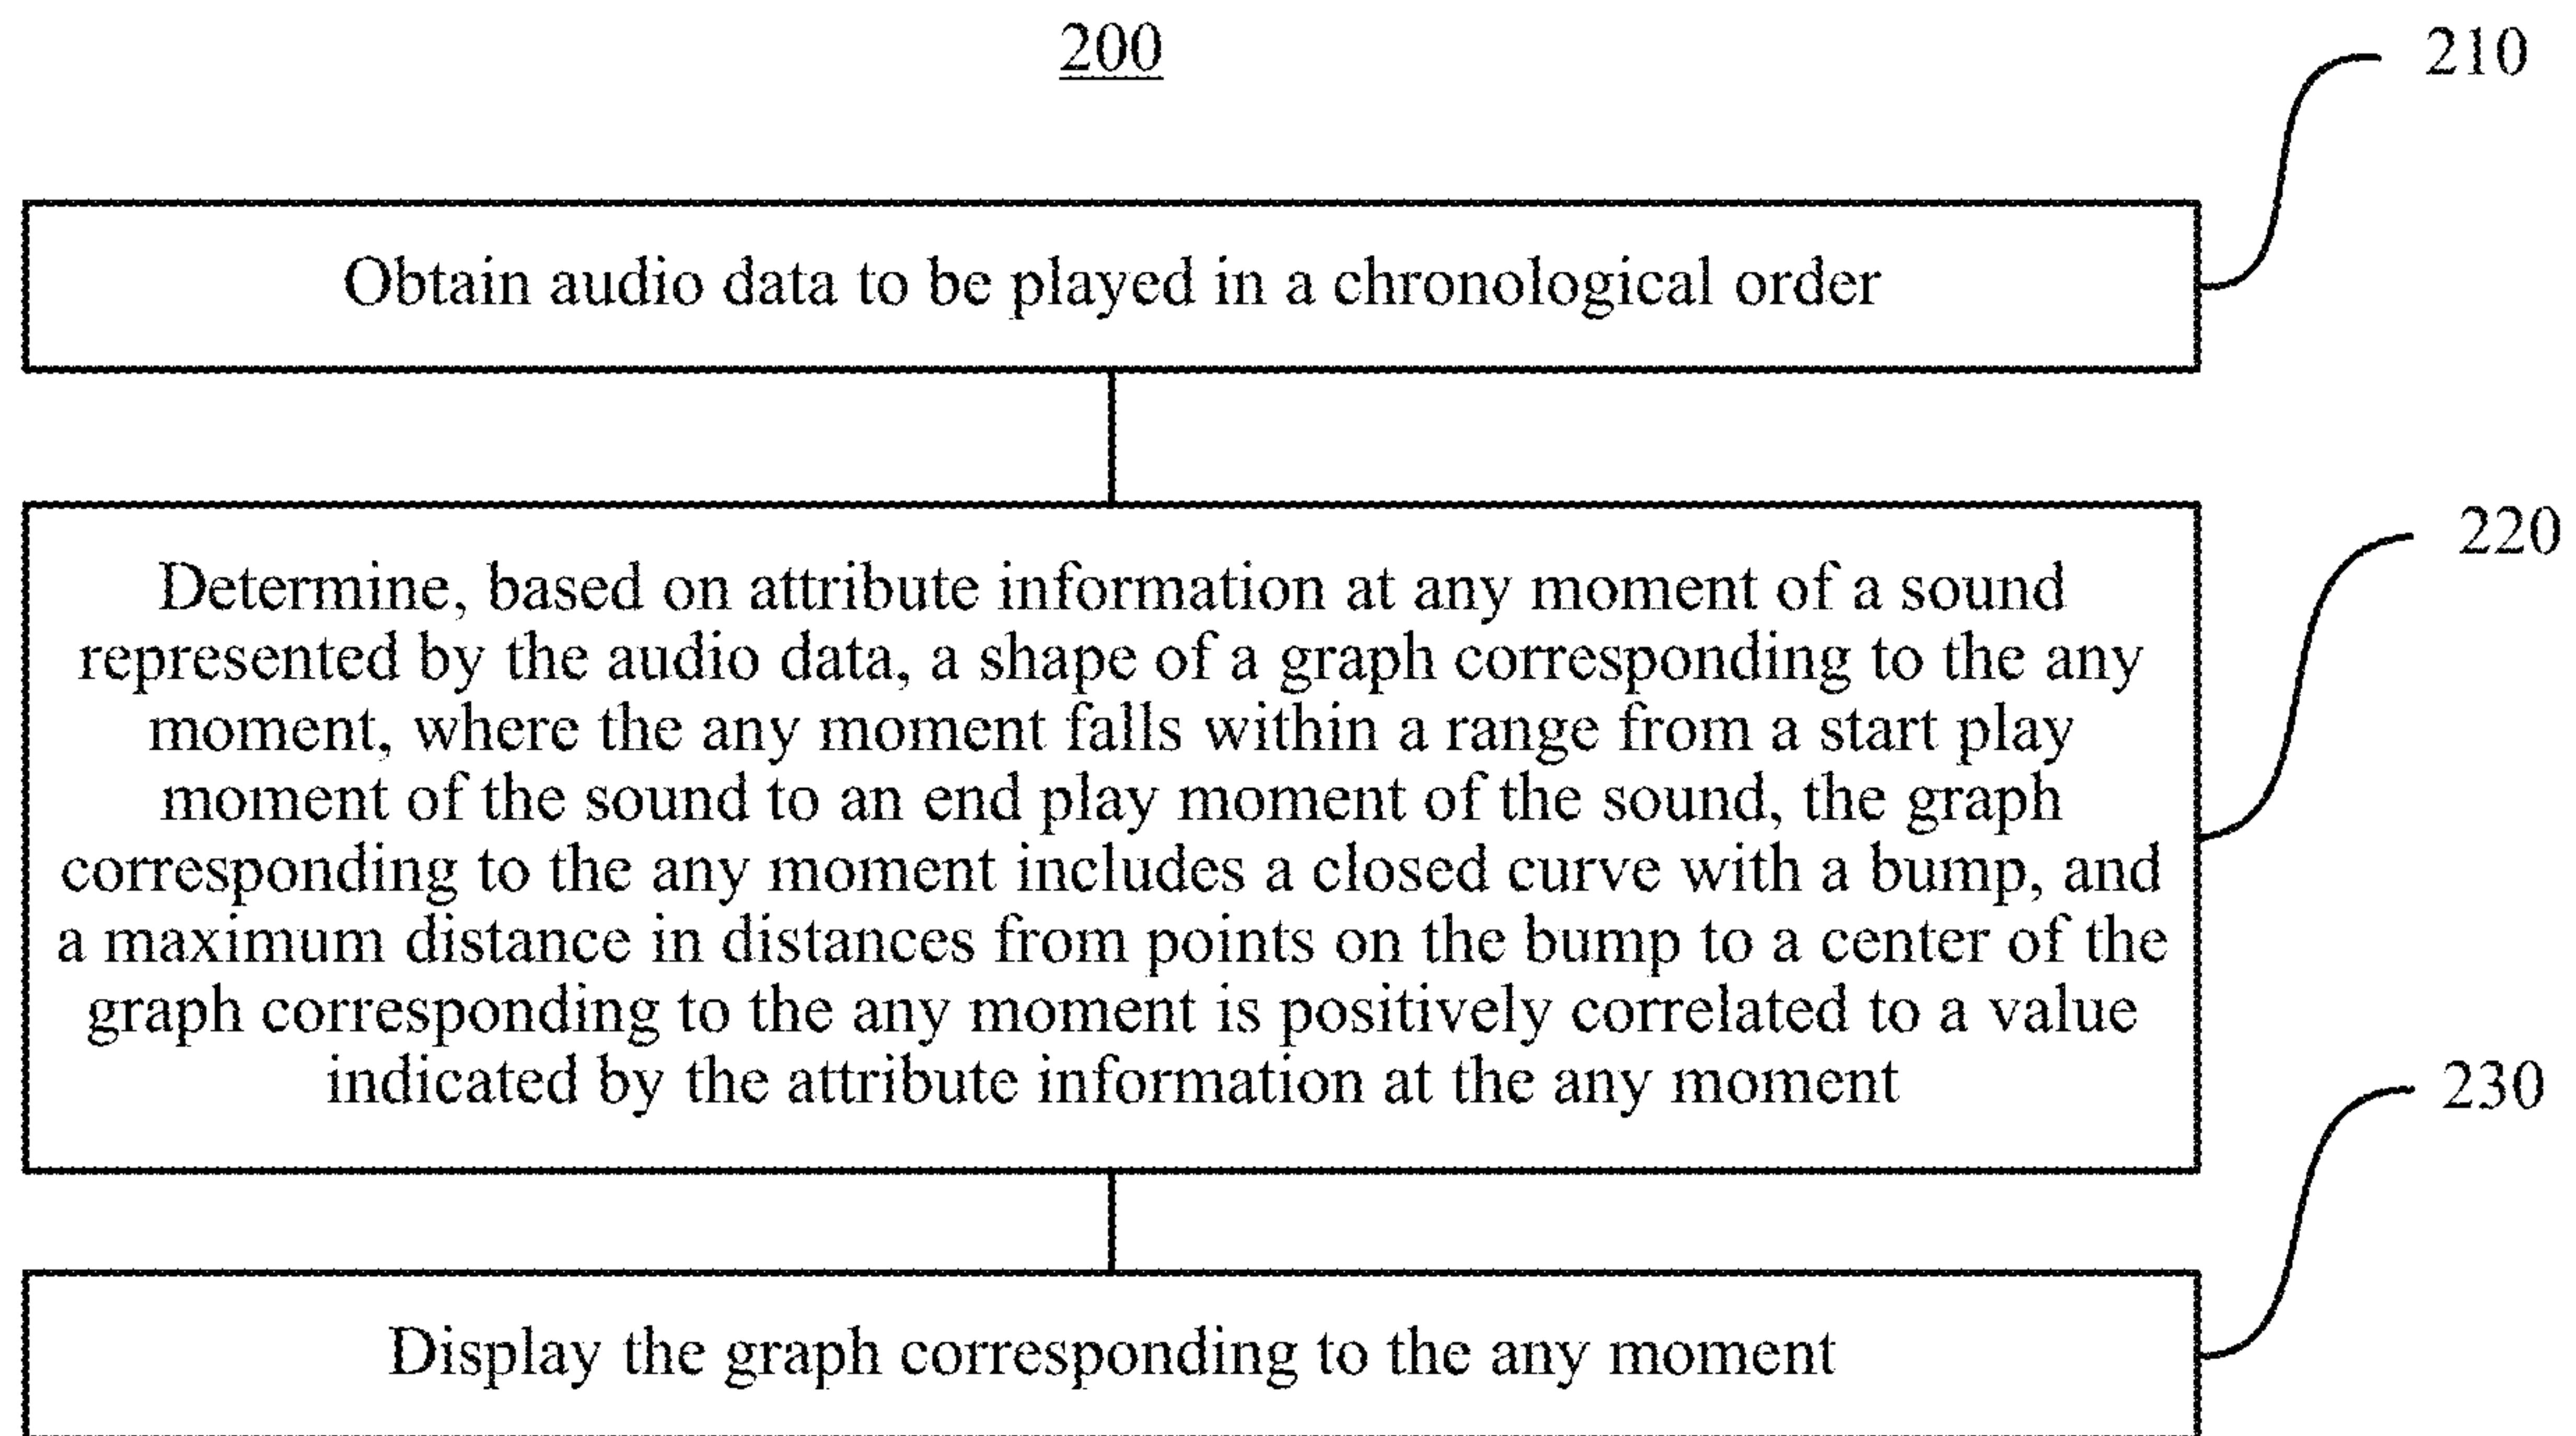 200
210
Obtain audio data to be played in a chronological order
220
Determine, based on attribute information at any moment of a sound
represented by the audio data, a shape of a graph corresponding to the any
moment, where the any moment falls within a range from a start play
moment of the sound to an end play moment of the sound, the graph
corresponding to the any moment includes a closed curve with a bump, and
a maximum distance in distances from points on the bump to a center of the
graph corresponding to the any moment is positively correlated to a value
indicated by the attribute information at the any moment
230
Display the graph corresponding to the any moment